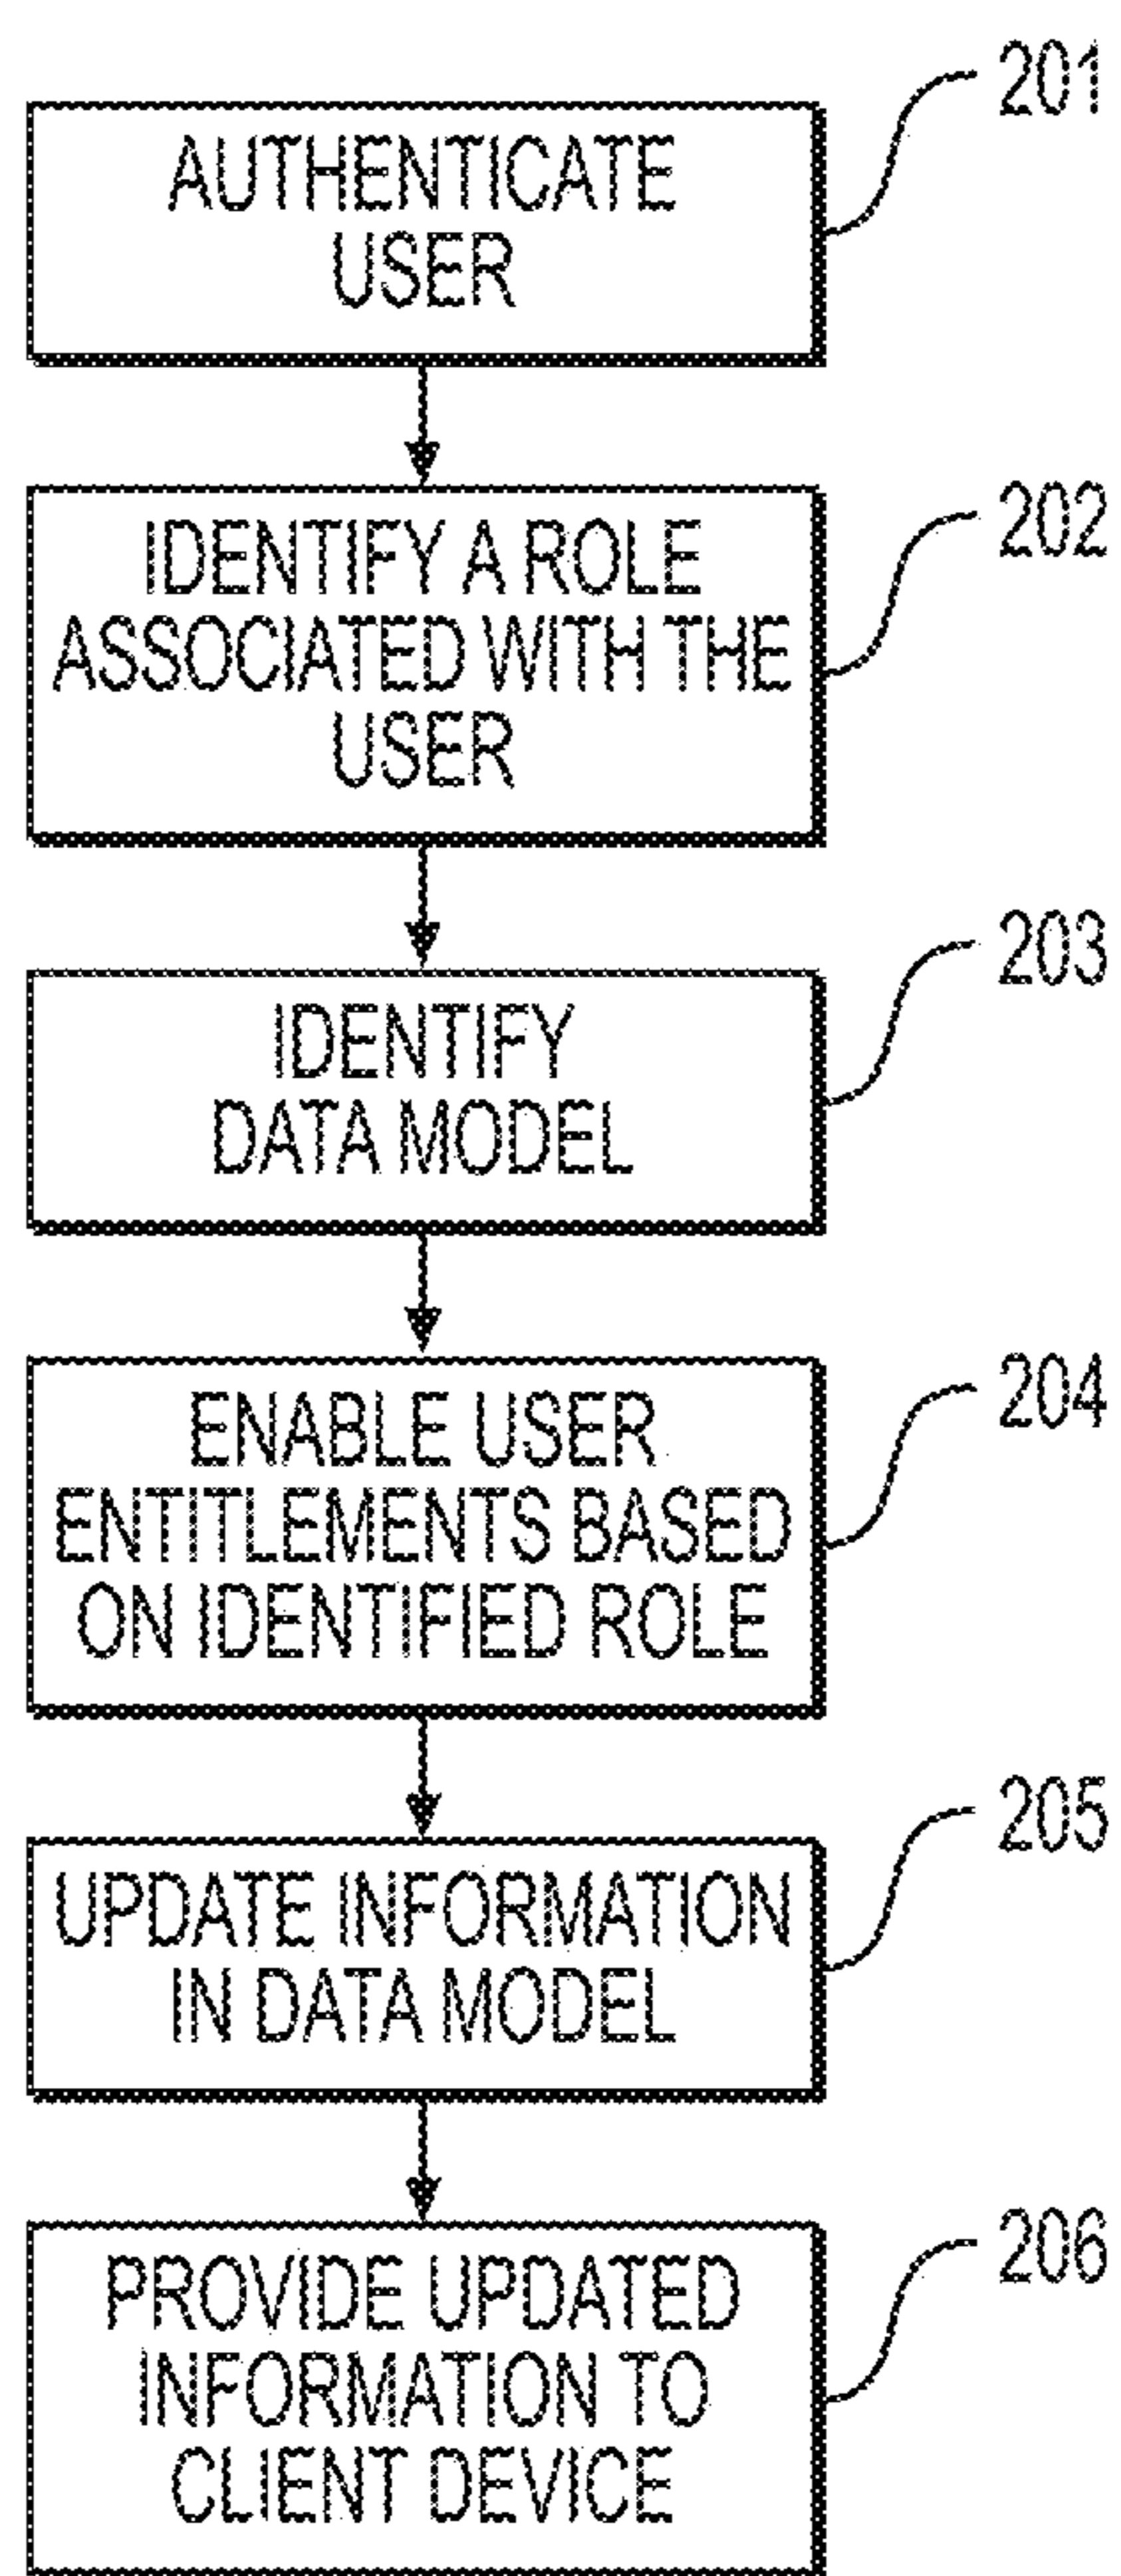 201
AUTHENTICATE
USER
202
IDENTIFY A ROLE
ASSOCIATED WITH THE
USER
203
IDENTIFY
DATA MODEL
204
ENABLE USER
ENTITLEMENTS BASED
ON IDENTIFIED ROLE
205
UPDATE INFORMATION
IN DATA MODEL
206
PROVIDE UPDATED
INFORMATION TO
CLIENT DEVICE